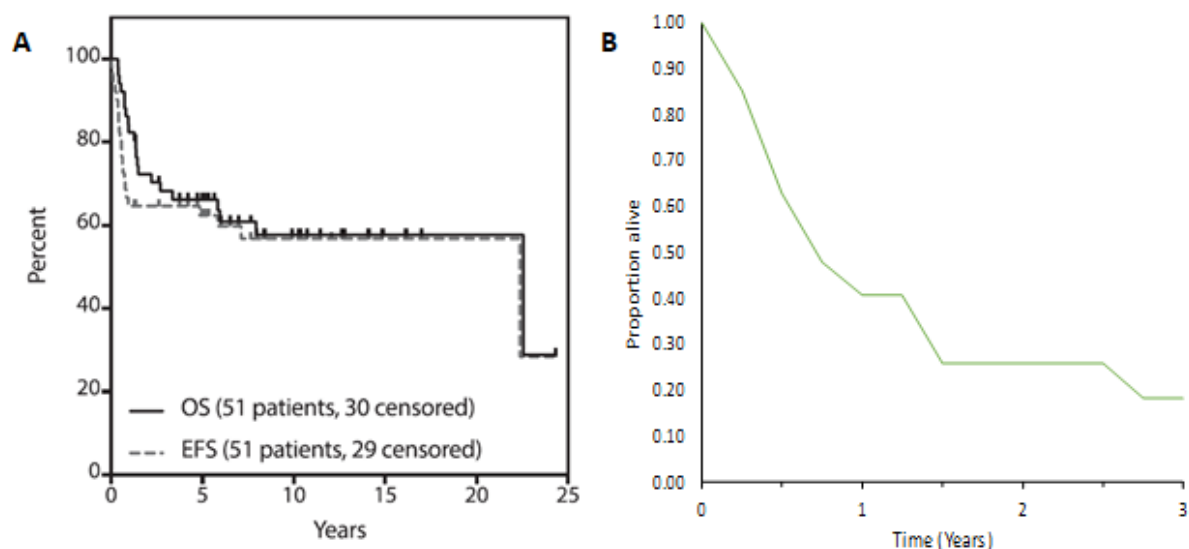 A
Percent
100
80
60
40
20
0
OS (51 patients, 30 censored)
EFS (51 patients, 29 censored)
0 5 10 15 20 25
Years
B
Proportion alive
1.00
0.90
0.80
0.70
0.60
0.50
0.40
0.30
0.20
0.10
0.00
0 1 2 3
Time (Years)